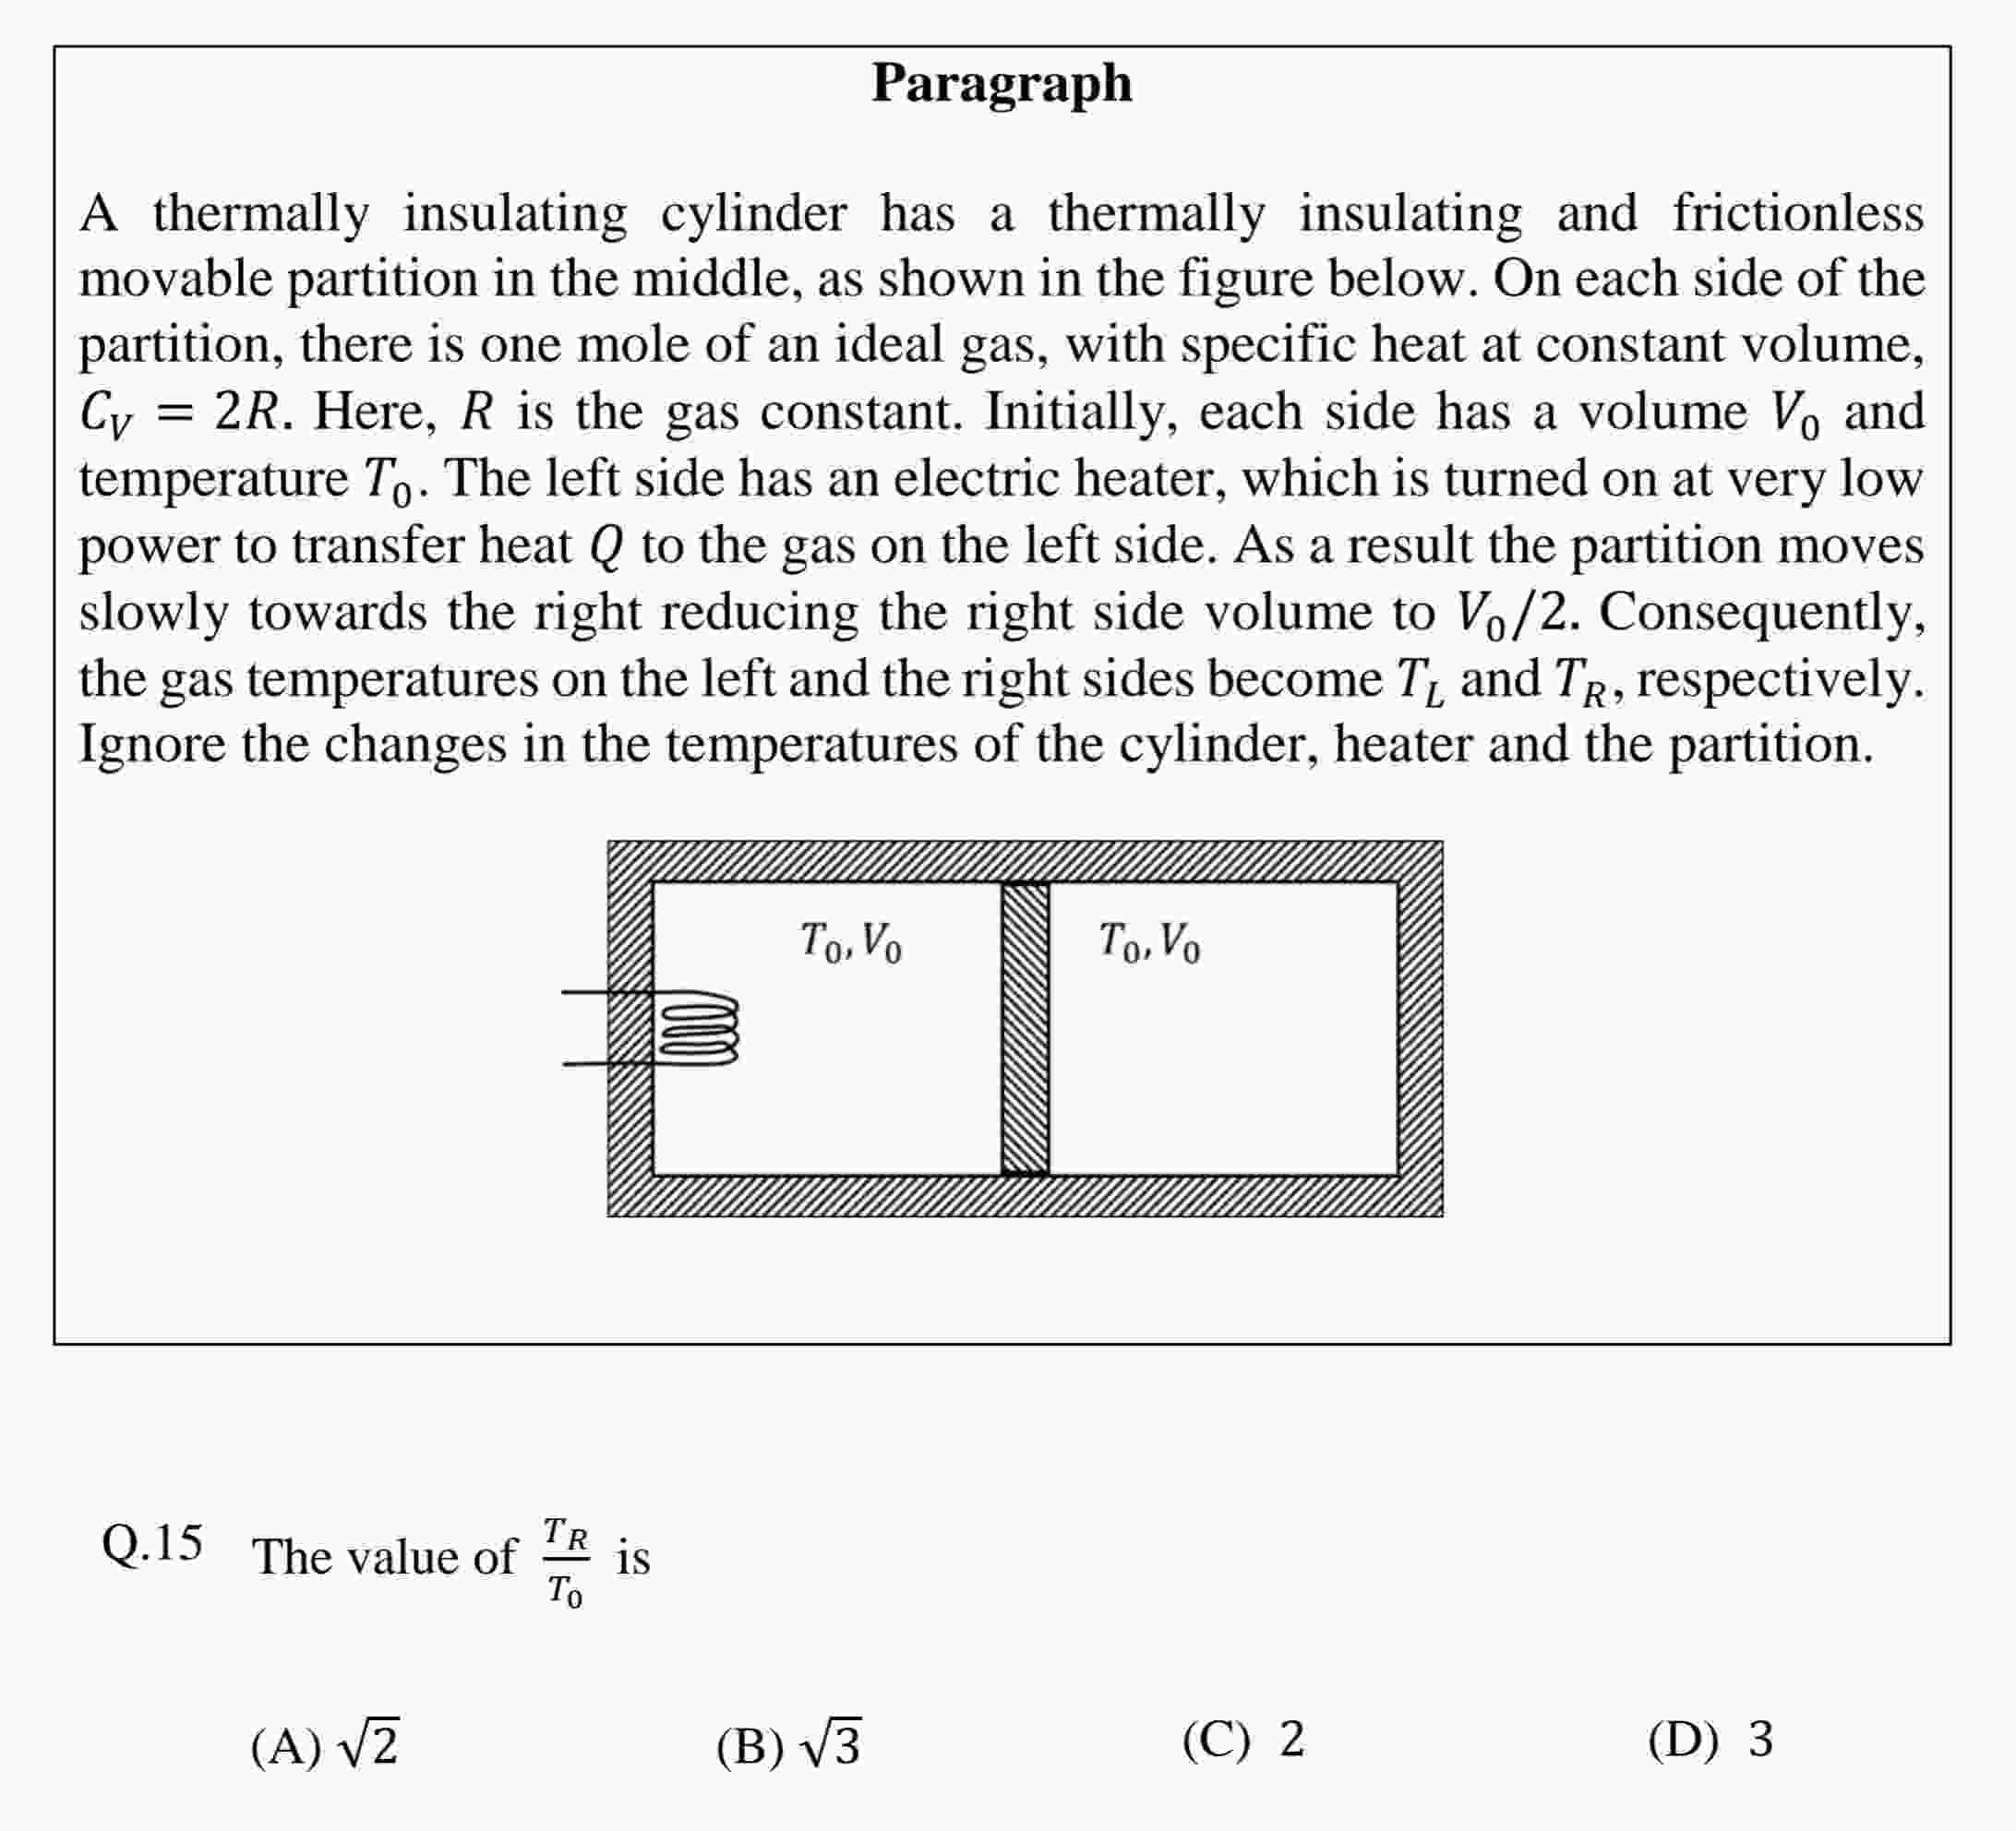 Paragraph
A thermally insulating cylinder has a thermally insulating and frictionless
movable partition in the middle, as shown in the figure below. On each side of the
partition, there is one mole of an ideal gas, with specific heat at constant volume,
C_V = 2R. Here, R is the gas constant. Initially, each side has a volume V_0 and
temperature T_0. The left side has an electric heater, which is turned on at very low
power to transfer heat Q to the gas on the left side. As a result the partition moves
slowly towards the right reducing the right side volume to V_0/2. Consequently,
the gas temperatures on the left and the right sides become T_L and T_R, respectively.
Ignore the changes in the temperatures of the cylinder, heater and the partition.
T_0, V_0 T_0, V_0
Q.15 The value of T_R/T_0 is
(A) √2 (B) √3 (C) 2 (D) 3